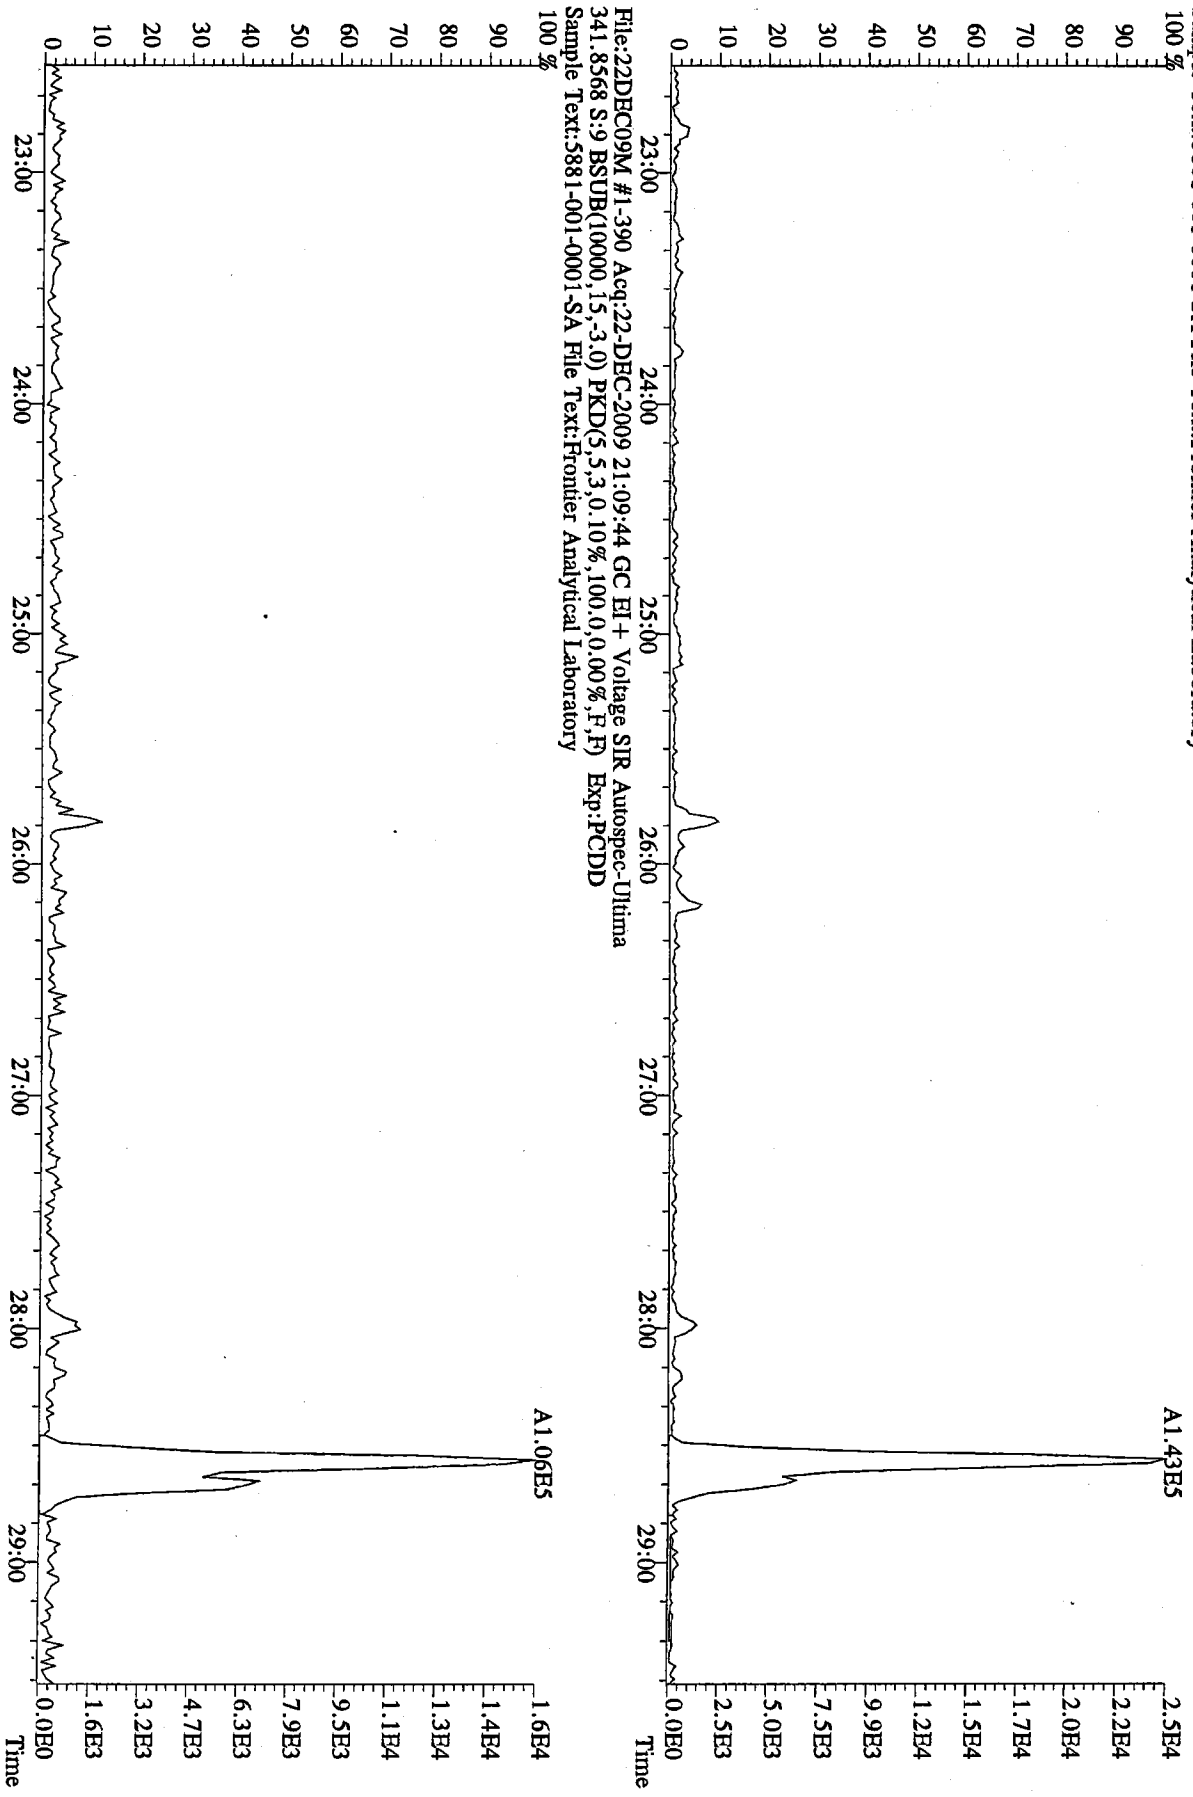 100 %
90
80
70
60
50
40
30
20
10
0
A1.43E5
2.5E4
2.2E4
2.0E4
1.7E4
1.5E4
1.2E4
9.9E3
7.5E3
5.0E3
2.5E3
0.0E0
23:00
24:00
25:00
26:00
27:00
28:00
29:00
Time
File:22DEC09M #1-390 Acq:22-DEC-2009 21:09:44 GC EI+ Voltage SIR Autospec-Ultima
341.8568 S:9 BSUB(10000,15,-3.0) PKD(5,5,3,0.10%,100.0,0.00%,F,F) Exp:PCDD
Sample Text:5881-001-0001-SA File Text:Frontier Analytical Laboratory
100 %
90
80
70
60
50
40
30
20
10
0
A1.06E5
1.6E4
1.4E4
1.3E4
1.1E4
9.5E3
7.9E3
6.3E3
4.7E3
3.2E3
1.6E3
0.0E0
23:00
24:00
25:00
26:00
27:00
28:00
29:00
Time